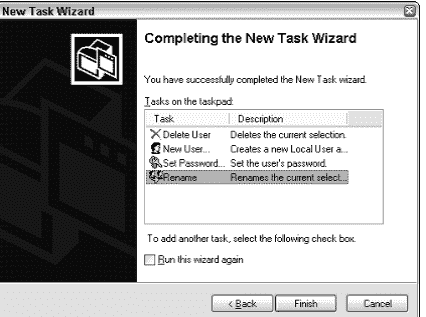 New Task Wizard
Completing the New Task Wizard
You have successfully completed the New Task wizard.
Tasks on the taskpad:
Task Description
Delete User Deletes the current selection.
New User... Creates a new Local User a...
Set Password... Set the user's password.
Rename Renames the current select...
To add another task, select the following check box.
Run this wizard again
< Back Finish Cancel